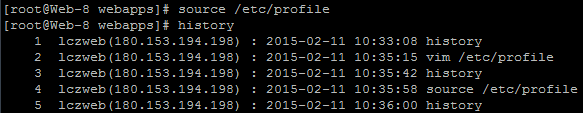 [root@Web-8 webapps]# source /etc/profile
[root@Web-8 webapps]# history
1 lczweb(180.153.194.198) : 2015-02-11 10:33:08 history
2 lczweb(180.153.194.198) : 2015-02-11 10:35:15 vim /etc/profile
3 lczweb(180.153.194.198) : 2015-02-11 10:35:42 history
4 lczweb(180.153.194.198) : 2015-02-11 10:35:58 source /etc/profile
5 lczweb(180.153.194.198) : 2015-02-11 10:36:00 history